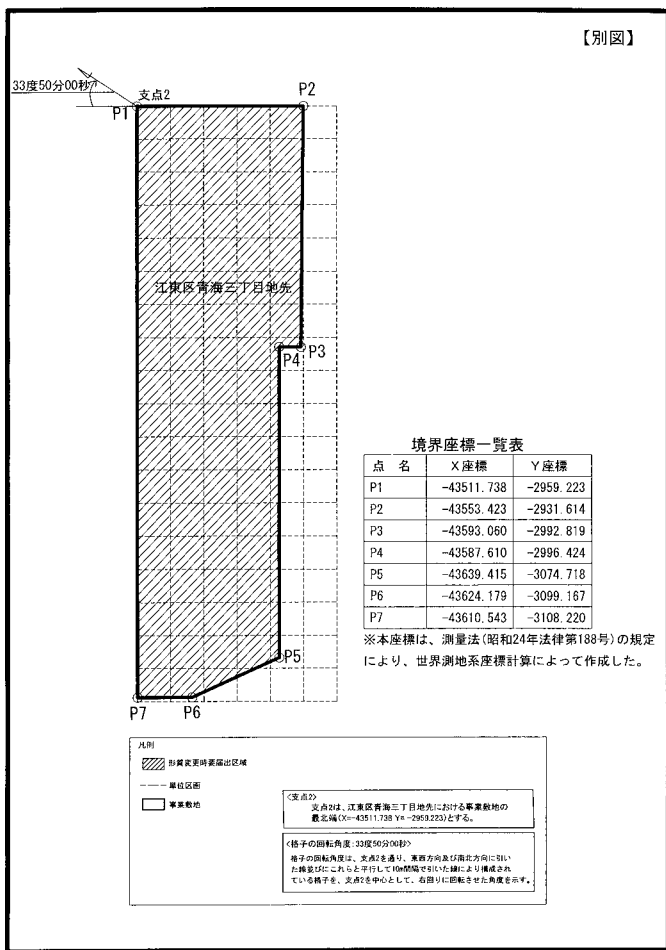 【別図】
33度50分00秒
支点2
P1
P2
江東区青海三丁目地先
P4
P3
P5
P7
P6
境界座標一覧表
点 名 X座標 Y座標
P1 -43511.738 -2959.223
P2 -43553.423 -2931.614
P3 -43593.060 -2992.819
P4 -43587.610 -2996.424
P5 -43639.415 -3074.718
P6 -43624.179 -3099.167
P7 -43610.543 -3108.220
※本座標は、測量法(昭和24年法律第188号)の規定
により、世界測地系座標計算によって作成した。
凡例
形質変更時要届出区域
単位区画
事業敷地
<支点2>
支点2は、江東区青海三丁目地先における事業敷地の
最北端(X=-43511.738 Y=-2959.223)とする。
<格子の回転角度:33度50分00秒>
格子の回転角度は、支点2を通り、東西方向及び南北方向に引い
た線並びにこれらと平行して10m間隔で引いた線により構成され
ている格子を、支点2を中心として、右回りに回転させた角度を示す。